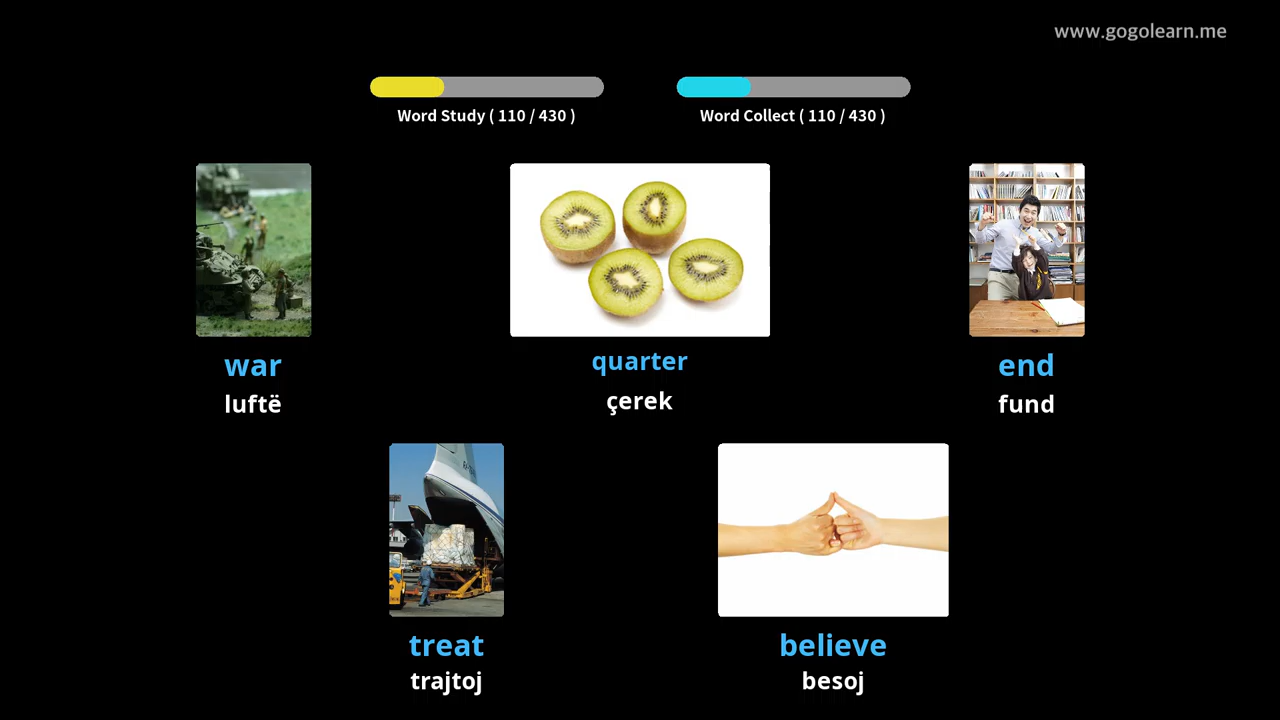 www.gogolearn.me
Word Study ( 110 / 430 )
Word Collect ( 110 / 430 )
war
luftë
quarter
çerek
end
fund
treat
trajtoj
believe
besoj